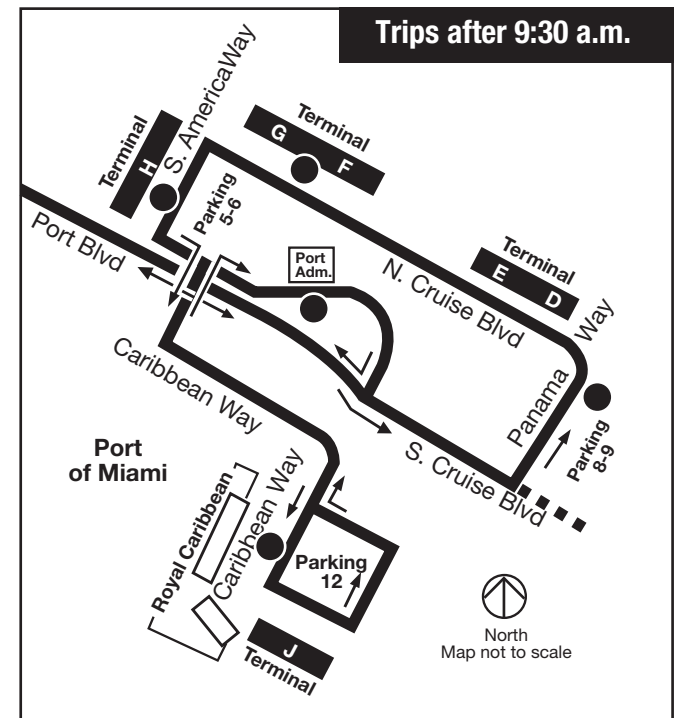 Trips after 9:30 a.m.
S. AmericaWay
Terminal
G F
Terminal
H
Parking
5-6
Port Blvd
Port
Adm.
Terminal
E D
N. Cruise Blvd
Panama Way
Caribbean Way
Parking
8-9
S. Cruise Blvd
Port
of Miami
Caribbean Way
Royal Caribbean
Parking
12
J
Terminal
North
Map not to scale